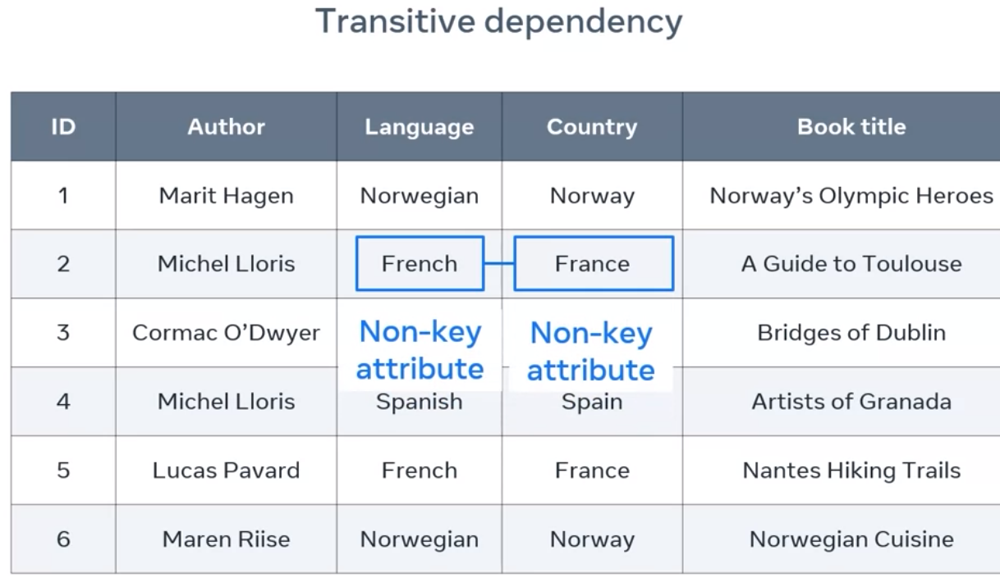 Transitive dependency
ID Author Language Country Book title
1 Marit Hagen Norwegian Norway Norway’s Olympic Heroes
2 Michel Lloris French France A Guide to Toulouse
3 Cormac O’Dwyer Non-key attribute Non-key attribute Bridges of Dublin
4 Michel Lloris Spanish Spain Artists of Granada
5 Lucas Pavard French France Nantes Hiking Trails
6 Maren Riise Norwegian Norway Norwegian Cuisine